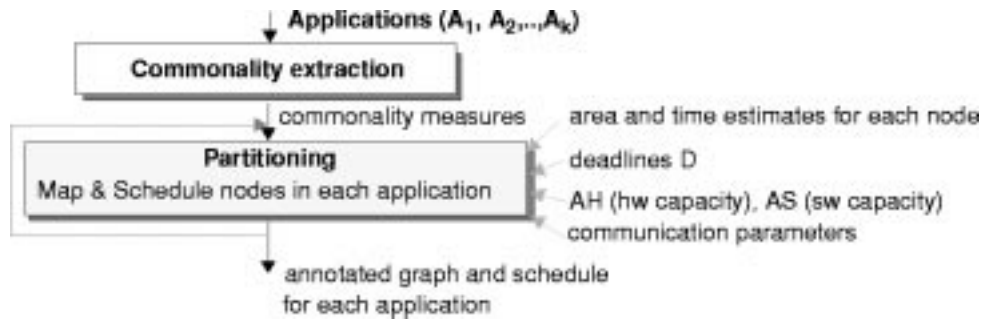 Applications (A1, A2,..,Ak)
Commonality extraction
commonality measures
area and time estimates for each node
Partitioning
Map & Schedule nodes in each application
deadlines D
AH (hw capacity), AS (sw capacity)
communication parameters
annotated graph and schedule
for each application